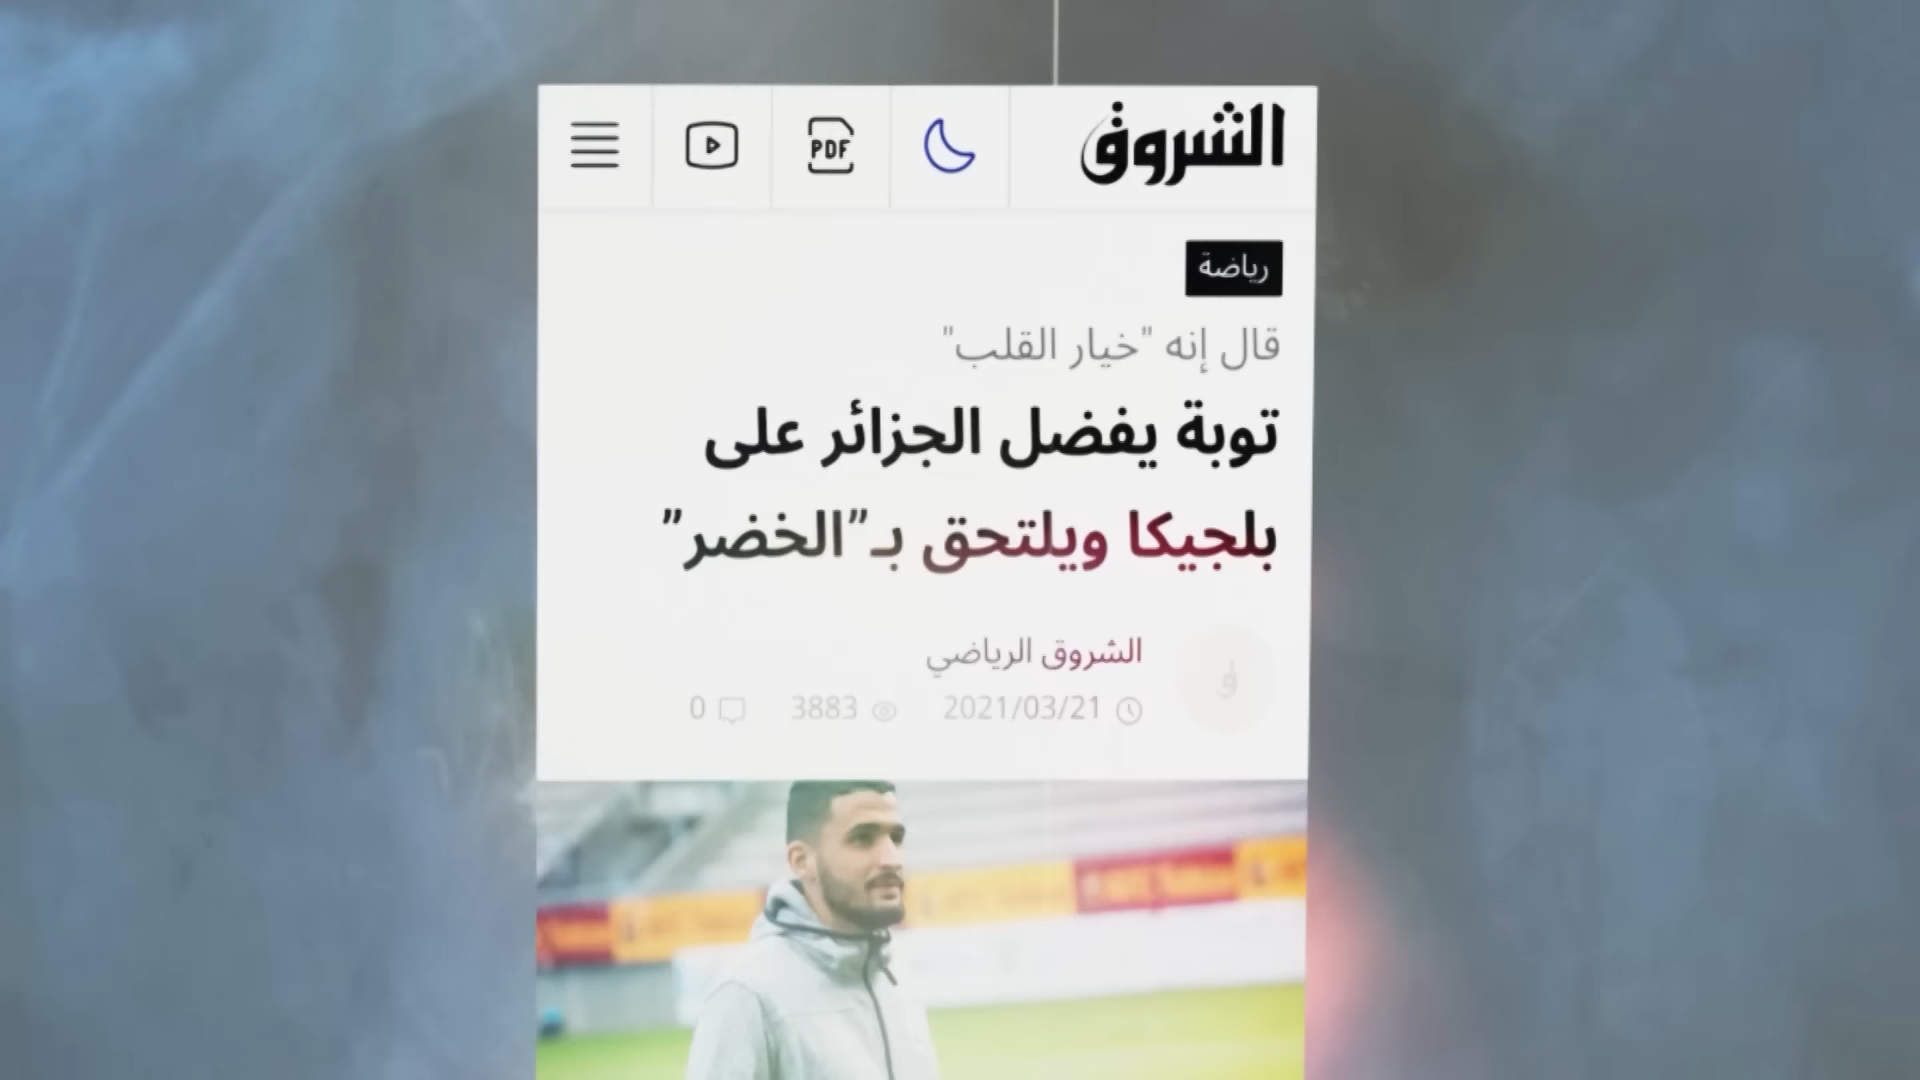 الشروق
PDF
رياضة
قال إنه "خيار القلب"
توبة يفضل الجزائر على
بلجيكا ويلتحق بـ"الخضر"
الشروق الرياضي
2021/03/21 3883 0